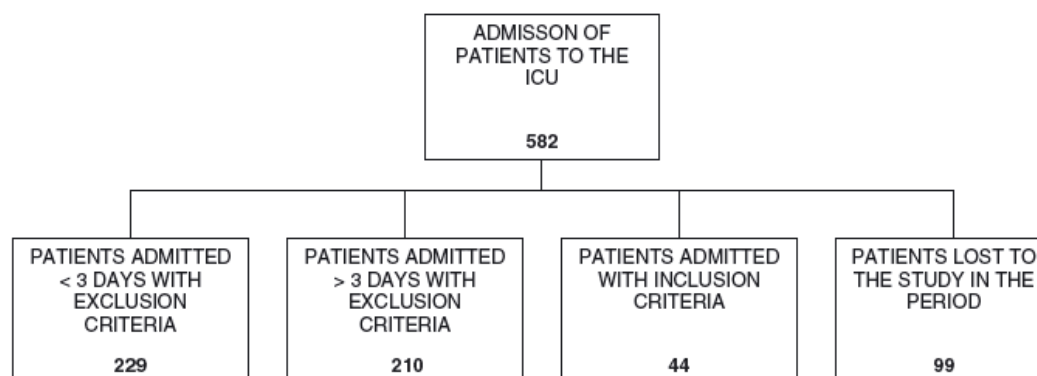 ADMISSON OF
PATIENTS TO THE
ICU
582
PATIENTS ADMITTED
< 3 DAYS WITH
EXCLUSION
CRITERIA
229
PATIENTS ADMITTED
> 3 DAYS WITH
EXCLUSION
CRITERIA
210
PATIENTS ADMITTED
WITH INCLUSION
CRITERIA
44
PATIENTS LOST TO
THE STUDY IN THE
PERIOD
99